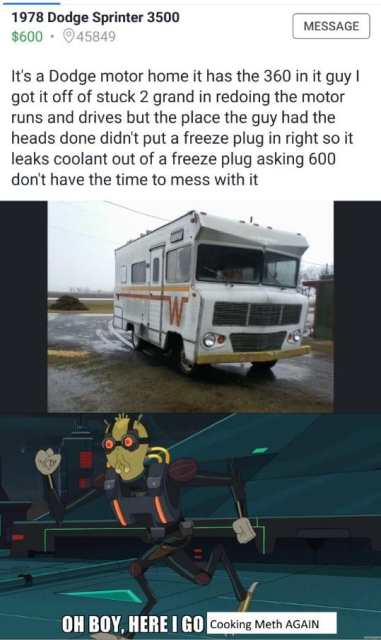 1978 Dodge Sprinter 3500
MESSAGE
$600 · 45849
It's a Dodge motor home it has the 360 in it guy I
got it off of stuck 2 grand in redoing the motor
runs and drives but the place the guy had the
heads done didn't put a freeze plug in right so it
leaks coolant out of a freeze plug asking 600
don't have the time to mess with it
W
OH BOY, HERE I GO Cooking Meth AGAIN